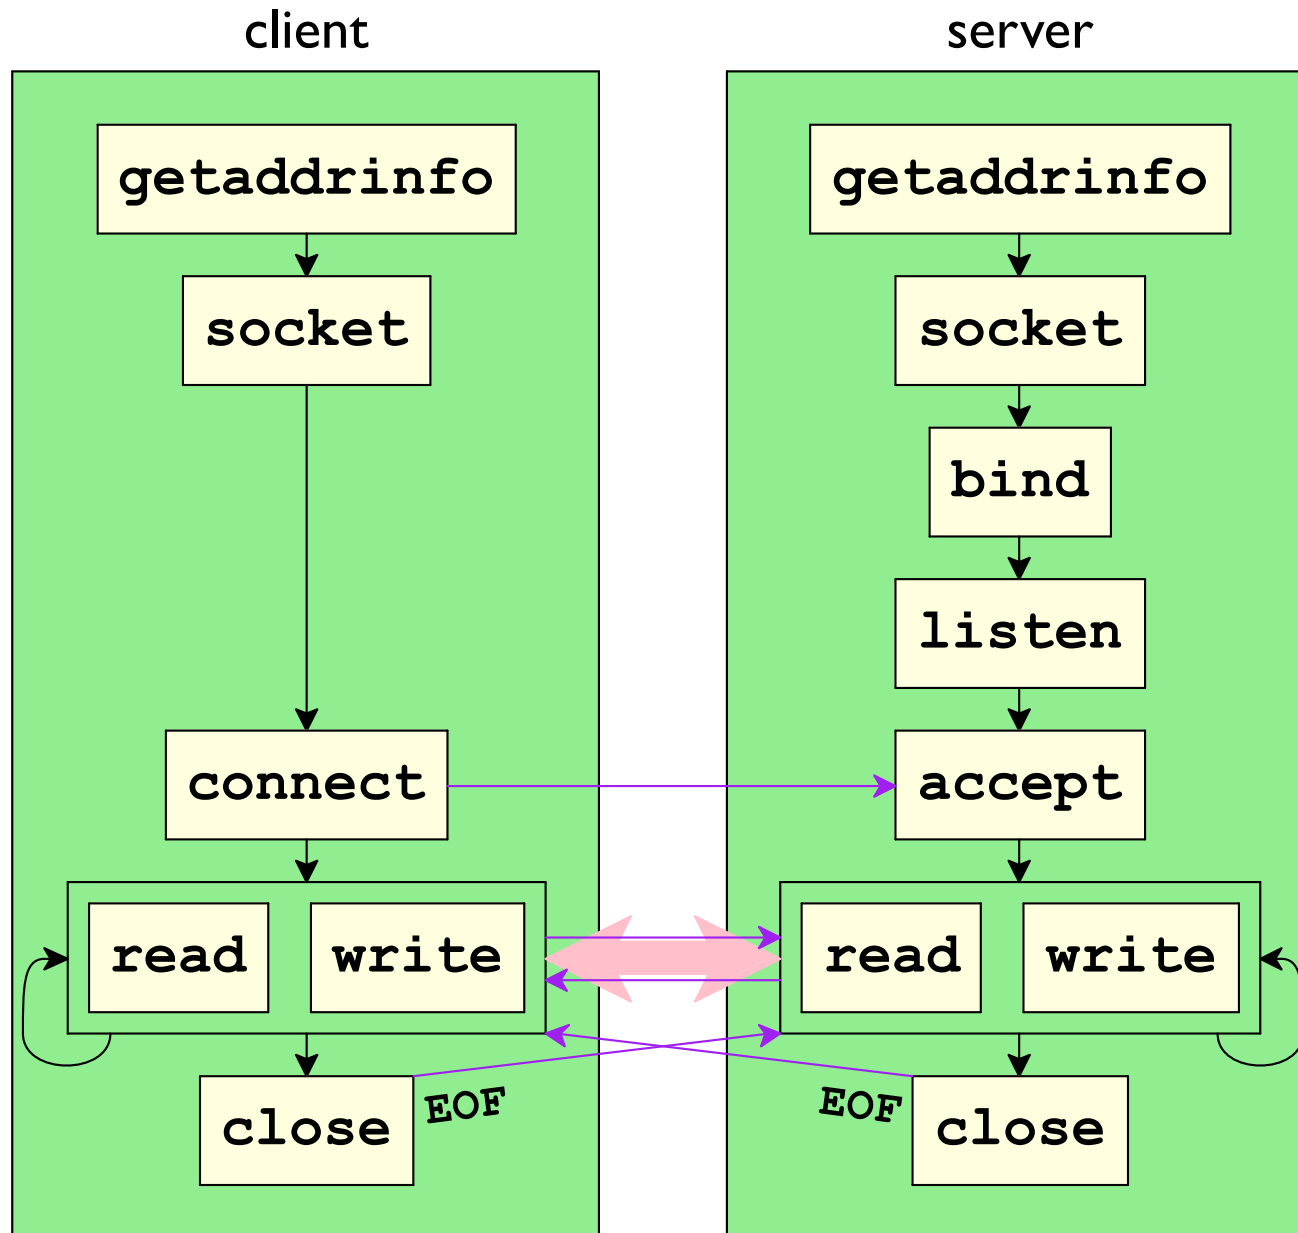 client
getaddrinfo
socket
connect
read
write
close
EOF
server
getaddrinfo
socket
bind
listen
accept
read
write
EOF
close